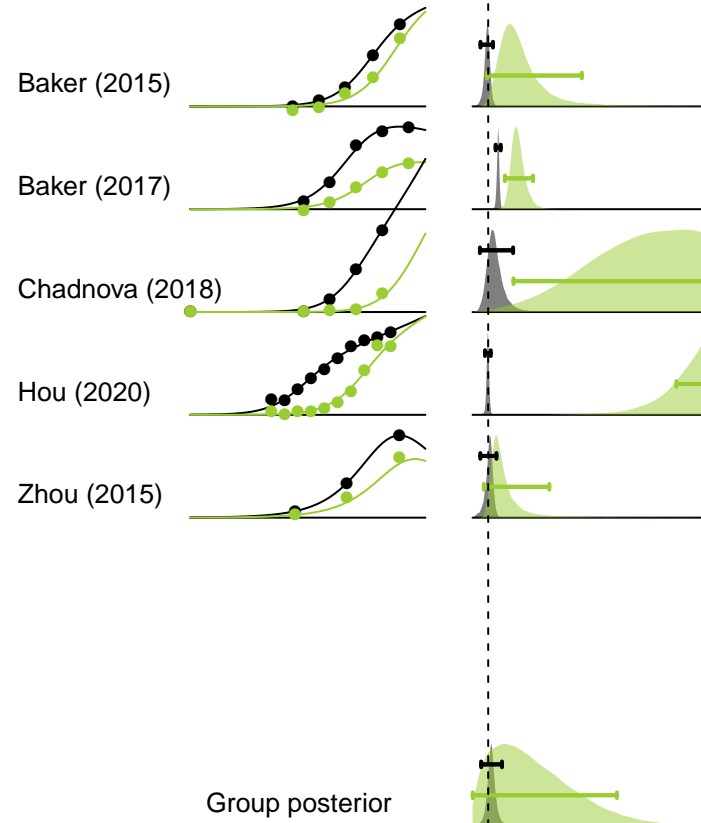 Baker (2015)
Baker (2017)
Chadnova (2018)
Hou (2020)
Zhou (2015)
Group posterior